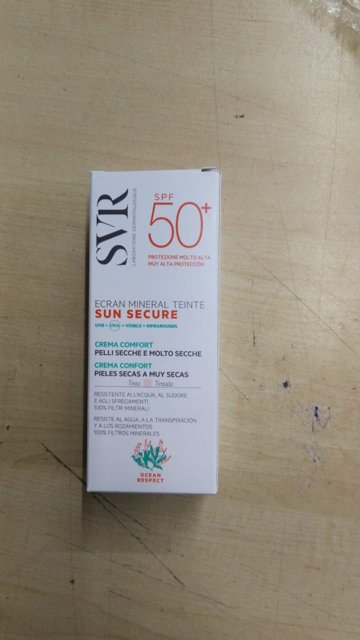 SVR
LABORATOIRE DERMATOLOGIQUE
SPF
50+
PROTEZIONE MOLTO ALTA
MUY ALTA PROTECCIÓN
ECRAN MINERAL TEINTE
SUN SECURE
UVB + UVA + VISIBLE + INFRAROUGES
CREMA COMFORT
PELLI SECCHE E MOLTO SECCHE
CREMA CONFORT
PIELES SECAS A MUY SECAS
Tinta Tintada
RESISTENTE ALL'ACQUA, AL SUDORE
E AGLI SFREGAMENTI
100% FILTRI MINERALI
RESISTE AL AGUA, A LA TRANSPIRACIÓN
Y A LOS ROZAMIENTOS
100% FILTROS MINERALES
OCEAN
RESPECT